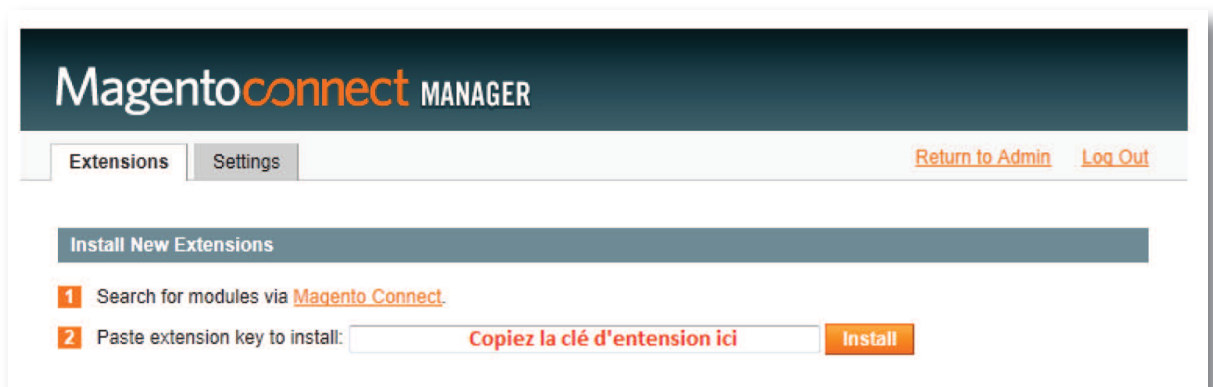 Magentoconnect MANAGER
Extensions Settings Return to Admin Log Out
Install New Extensions
1 Search for modules via Magento Connect.
2 Paste extension key to install: Copiez la clé d'entension ici Install